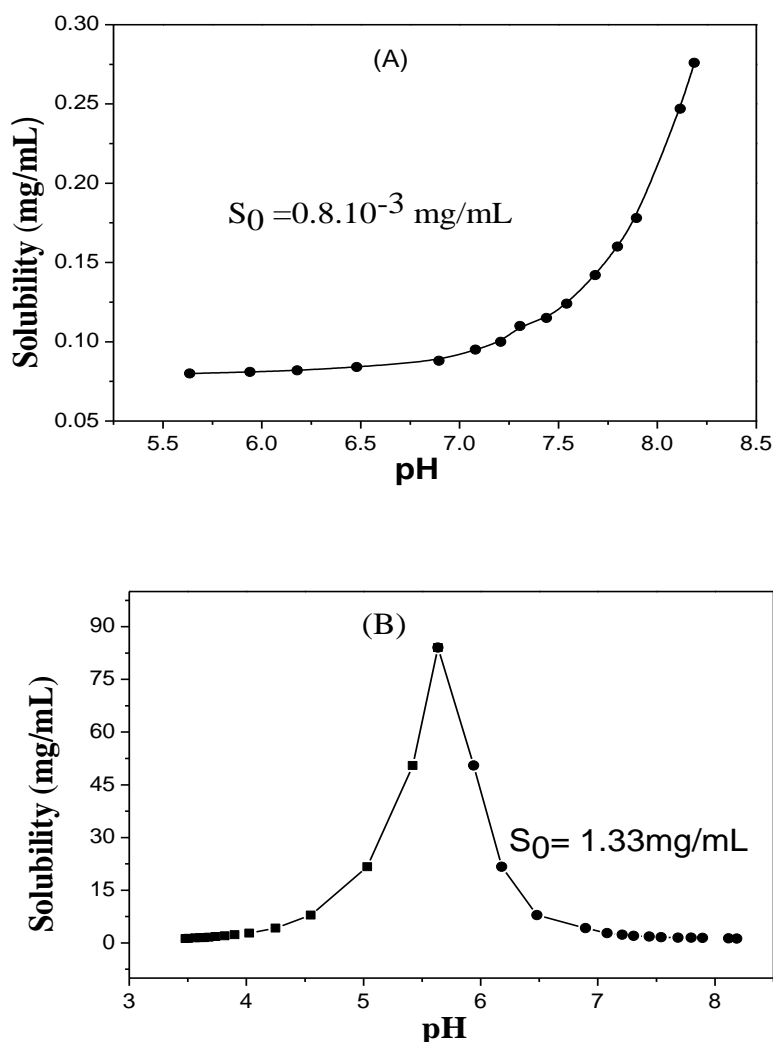 0.30
(A)
0.25
0.20
S0 =0.8.10-3 mg/mL
0.15
0.10
0.05
5.5 6.0 6.5 7.0 7.5 8.0 8.5
Solubility (mg/mL)
pH
(B)
90
75
60
45
S0= 1.33mg/mL
30
15
0
3 4 5 6 7 8
Solubility (mg/mL)
pH